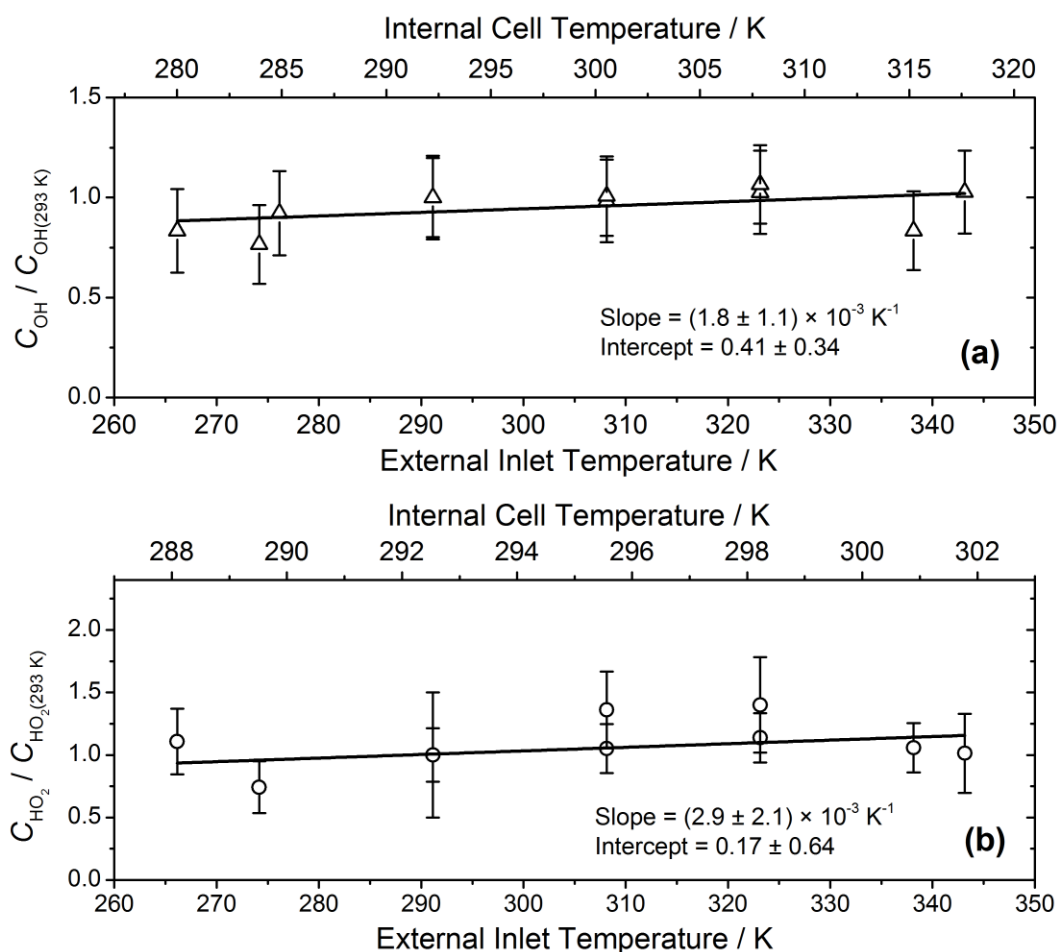 Internal Cell Temperature / K
280 285 290 295 300 305 310 315 320
1.5
1.0
0.5
0.0
C_OH / C_OH(293 K)
Slope = (1.8 ± 1.1) × 10⁻³ K⁻¹
Intercept = 0.41 ± 0.34
(a)
260 270 280 290 300 310 320 330 340 350
External Inlet Temperature / K
Internal Cell Temperature / K
288 290 292 294 296 298 300 302
2.0
1.5
1.0
0.5
0.0
C_HO₂ / C_HO₂(293 K)
Slope = (2.9 ± 2.1) × 10⁻³ K⁻¹
Intercept = 0.17 ± 0.64
(b)
260 270 280 290 300 310 320 330 340 350
External Inlet Temperature / K